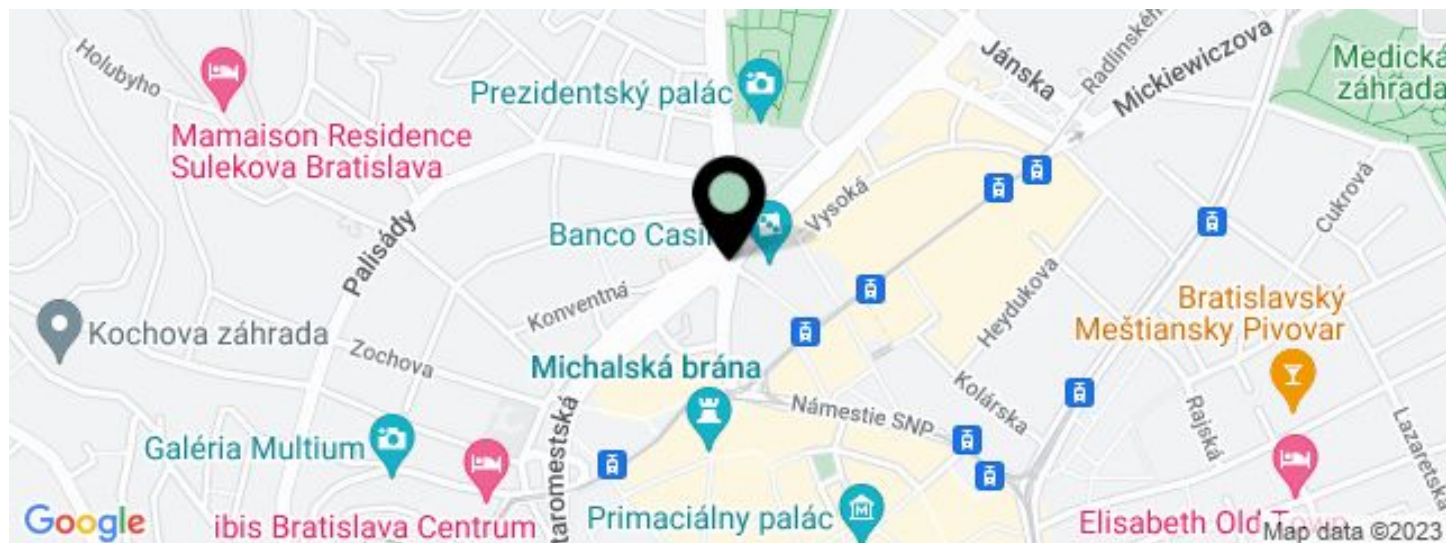 Holubyho
Mamaison Residence
Sulekova Bratislava
Prezidentský palác
Jánska
Radlinského
Mickiewiczova
Medická
záhrada
Palisády
Banco Casi
Vysoká
Cukrová
Konventná
Kochova záhrada
Zochova
Heydukova
Bratislavský
Meštiansky Pivovar
Michalská brána
Námestie SNP
Kolárska
Rajská
Lazaretská
Galéria Multium
taromestská
ibis Bratislava Centrum
Primaciálny palác
Elisabeth Old Town
Google
Map data ©2023